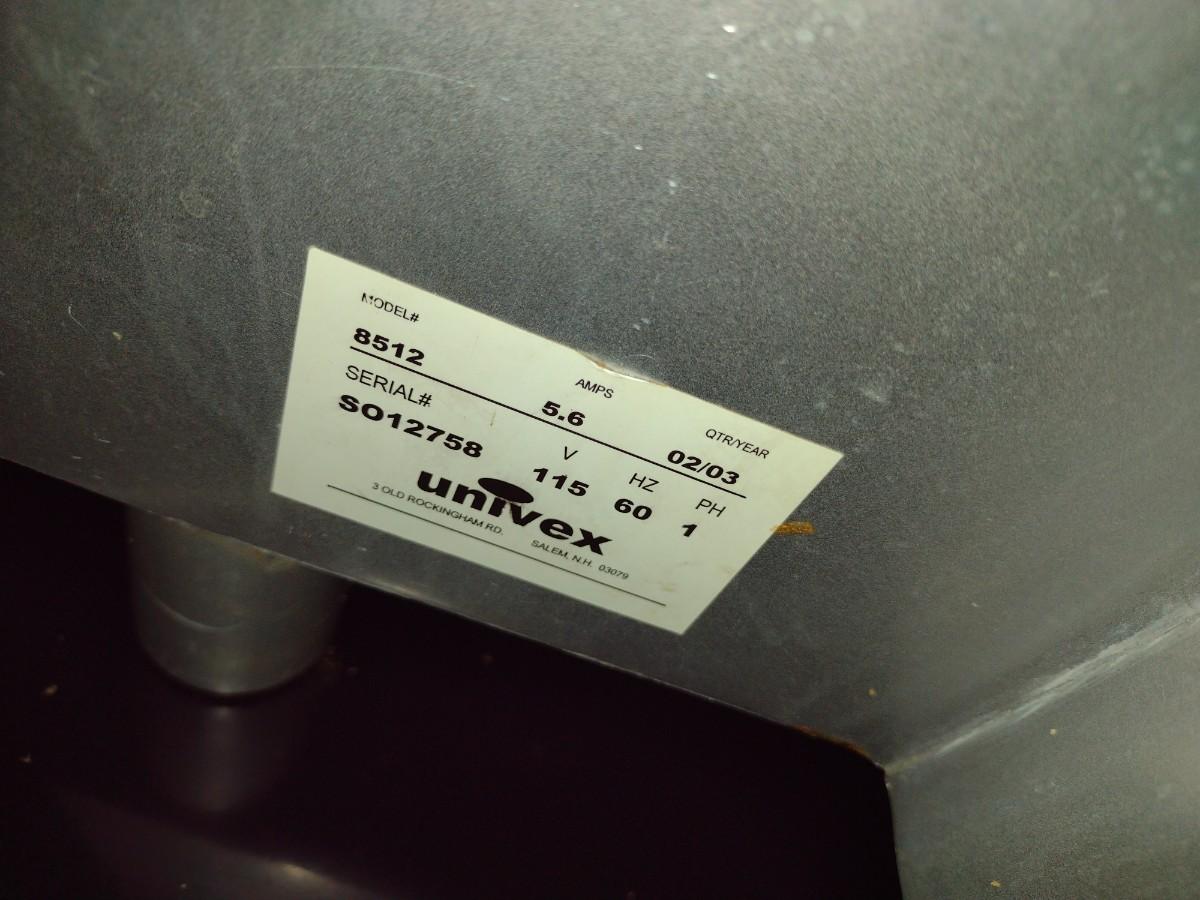 MODEL# AMPS QTR/YEAR
8512 5.6 02/03
SERIAL# V HZ PH
SO12758 115 60 1
univex
3 OLD ROCKINGHAM RD. SALEM, N.H. 03079